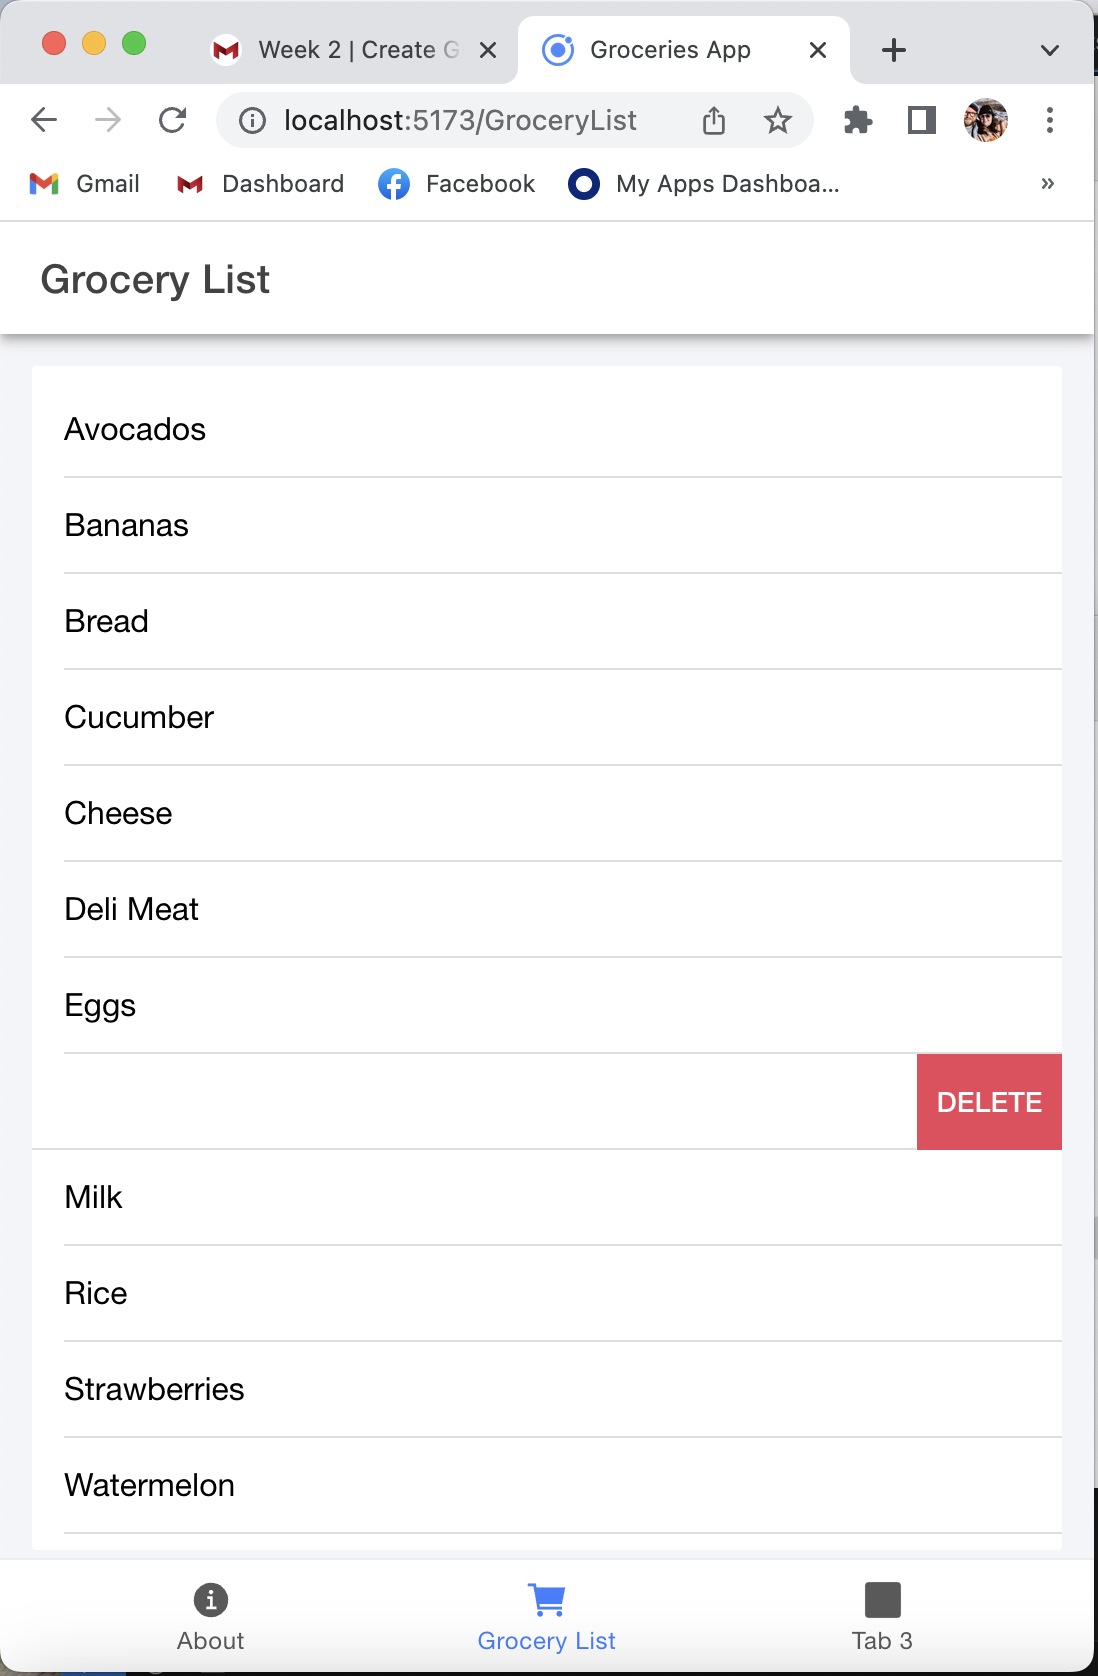 Week 2 | Create G
Groceries App
localhost:5173/GroceryList
Gmail
Dashboard
Facebook
My Apps Dashboa...
»
Grocery List
Avocados
Bananas
Bread
Cucumber
Cheese
Deli Meat
Eggs
DELETE
Milk
Rice
Strawberries
Watermelon
About
Grocery List
Tab 3